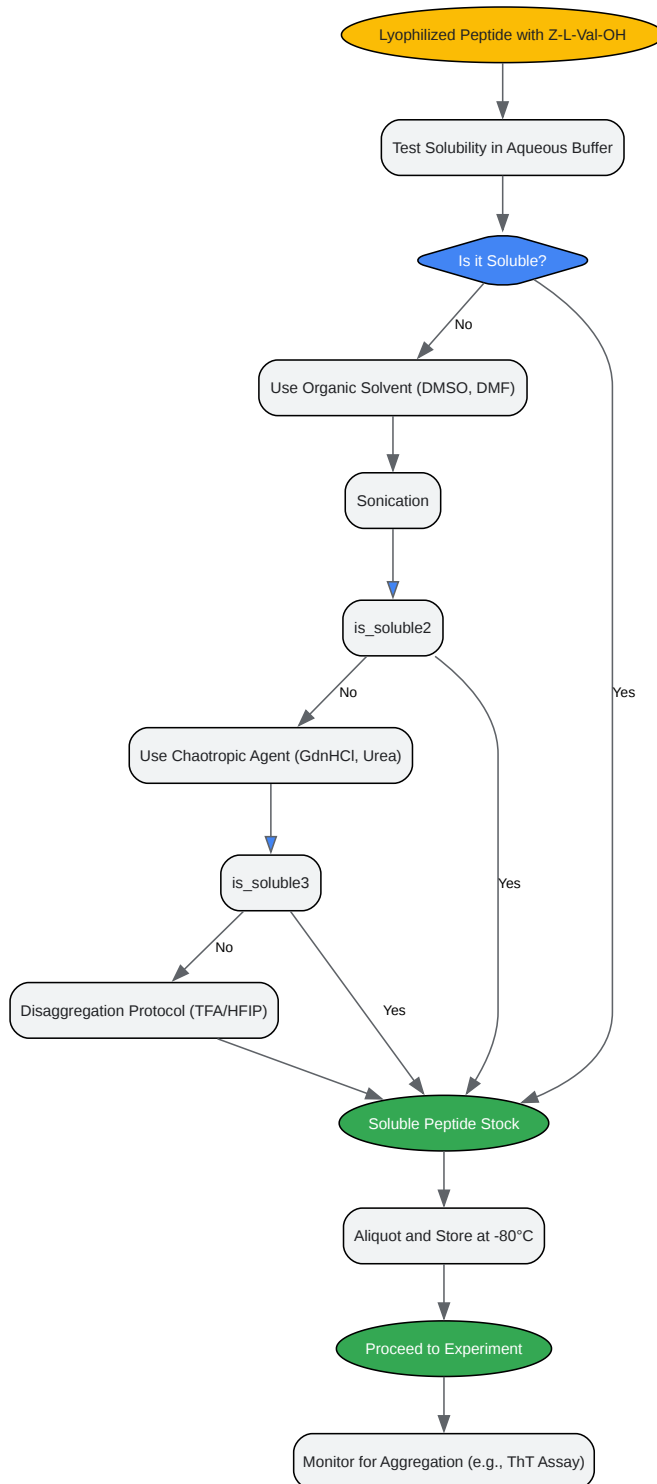 Lyophilized Peptide with Z-L-Val-OH
Test Solubility in Aqueous Buffer
Is it Soluble?
No
Use Organic Solvent (DMSO, DMF)
Sonication
is_soluble2
No
Yes
Use Chaotropic Agent (GdnHCl, Urea)
is_soluble3
Yes
No
Disaggregation Protocol (TFA/HFIP)
Yes
Soluble Peptide Stock
Aliquot and Store at -80°C
Proceed to Experiment
Monitor for Aggregation (e.g., ThT Assay)